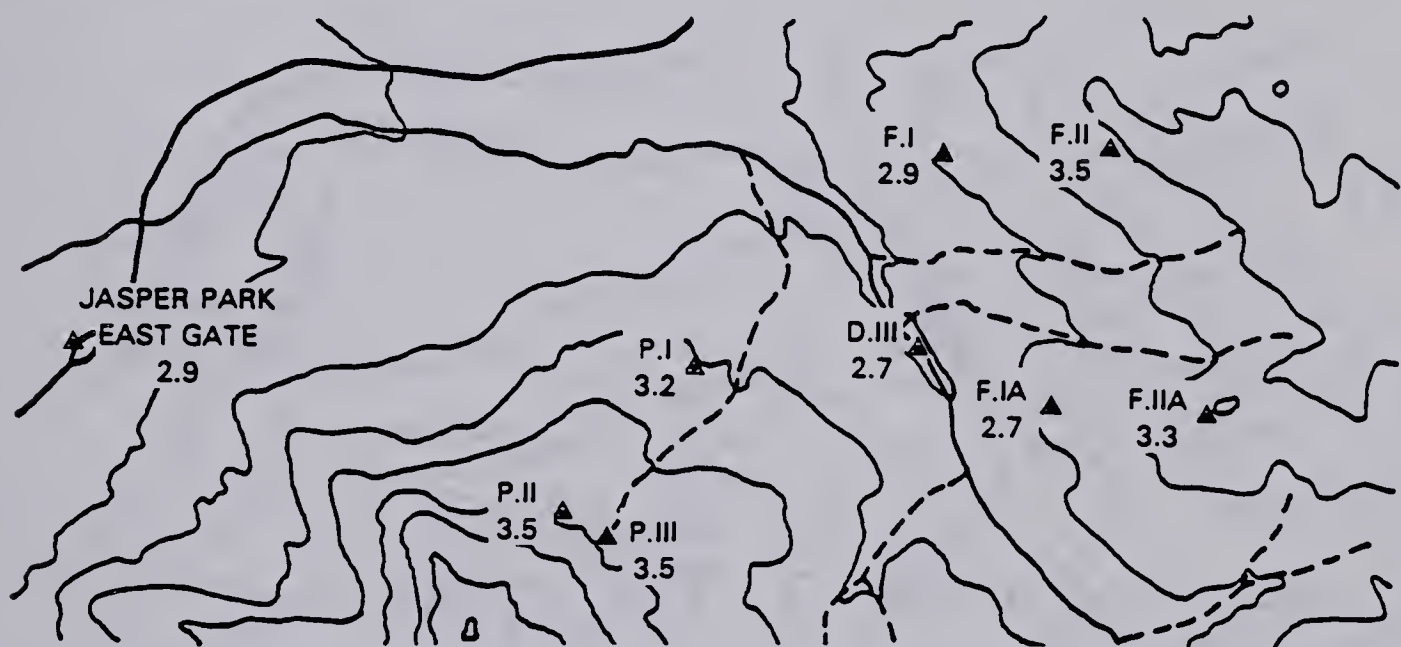 F.I
2.9
F.II
3.5
JASPER PARK
EAST GATE
2.9
P.I
3.2
D.III
2.7
F.IA
2.7
F.IIA
3.3
P.II
3.5
P.III
3.5